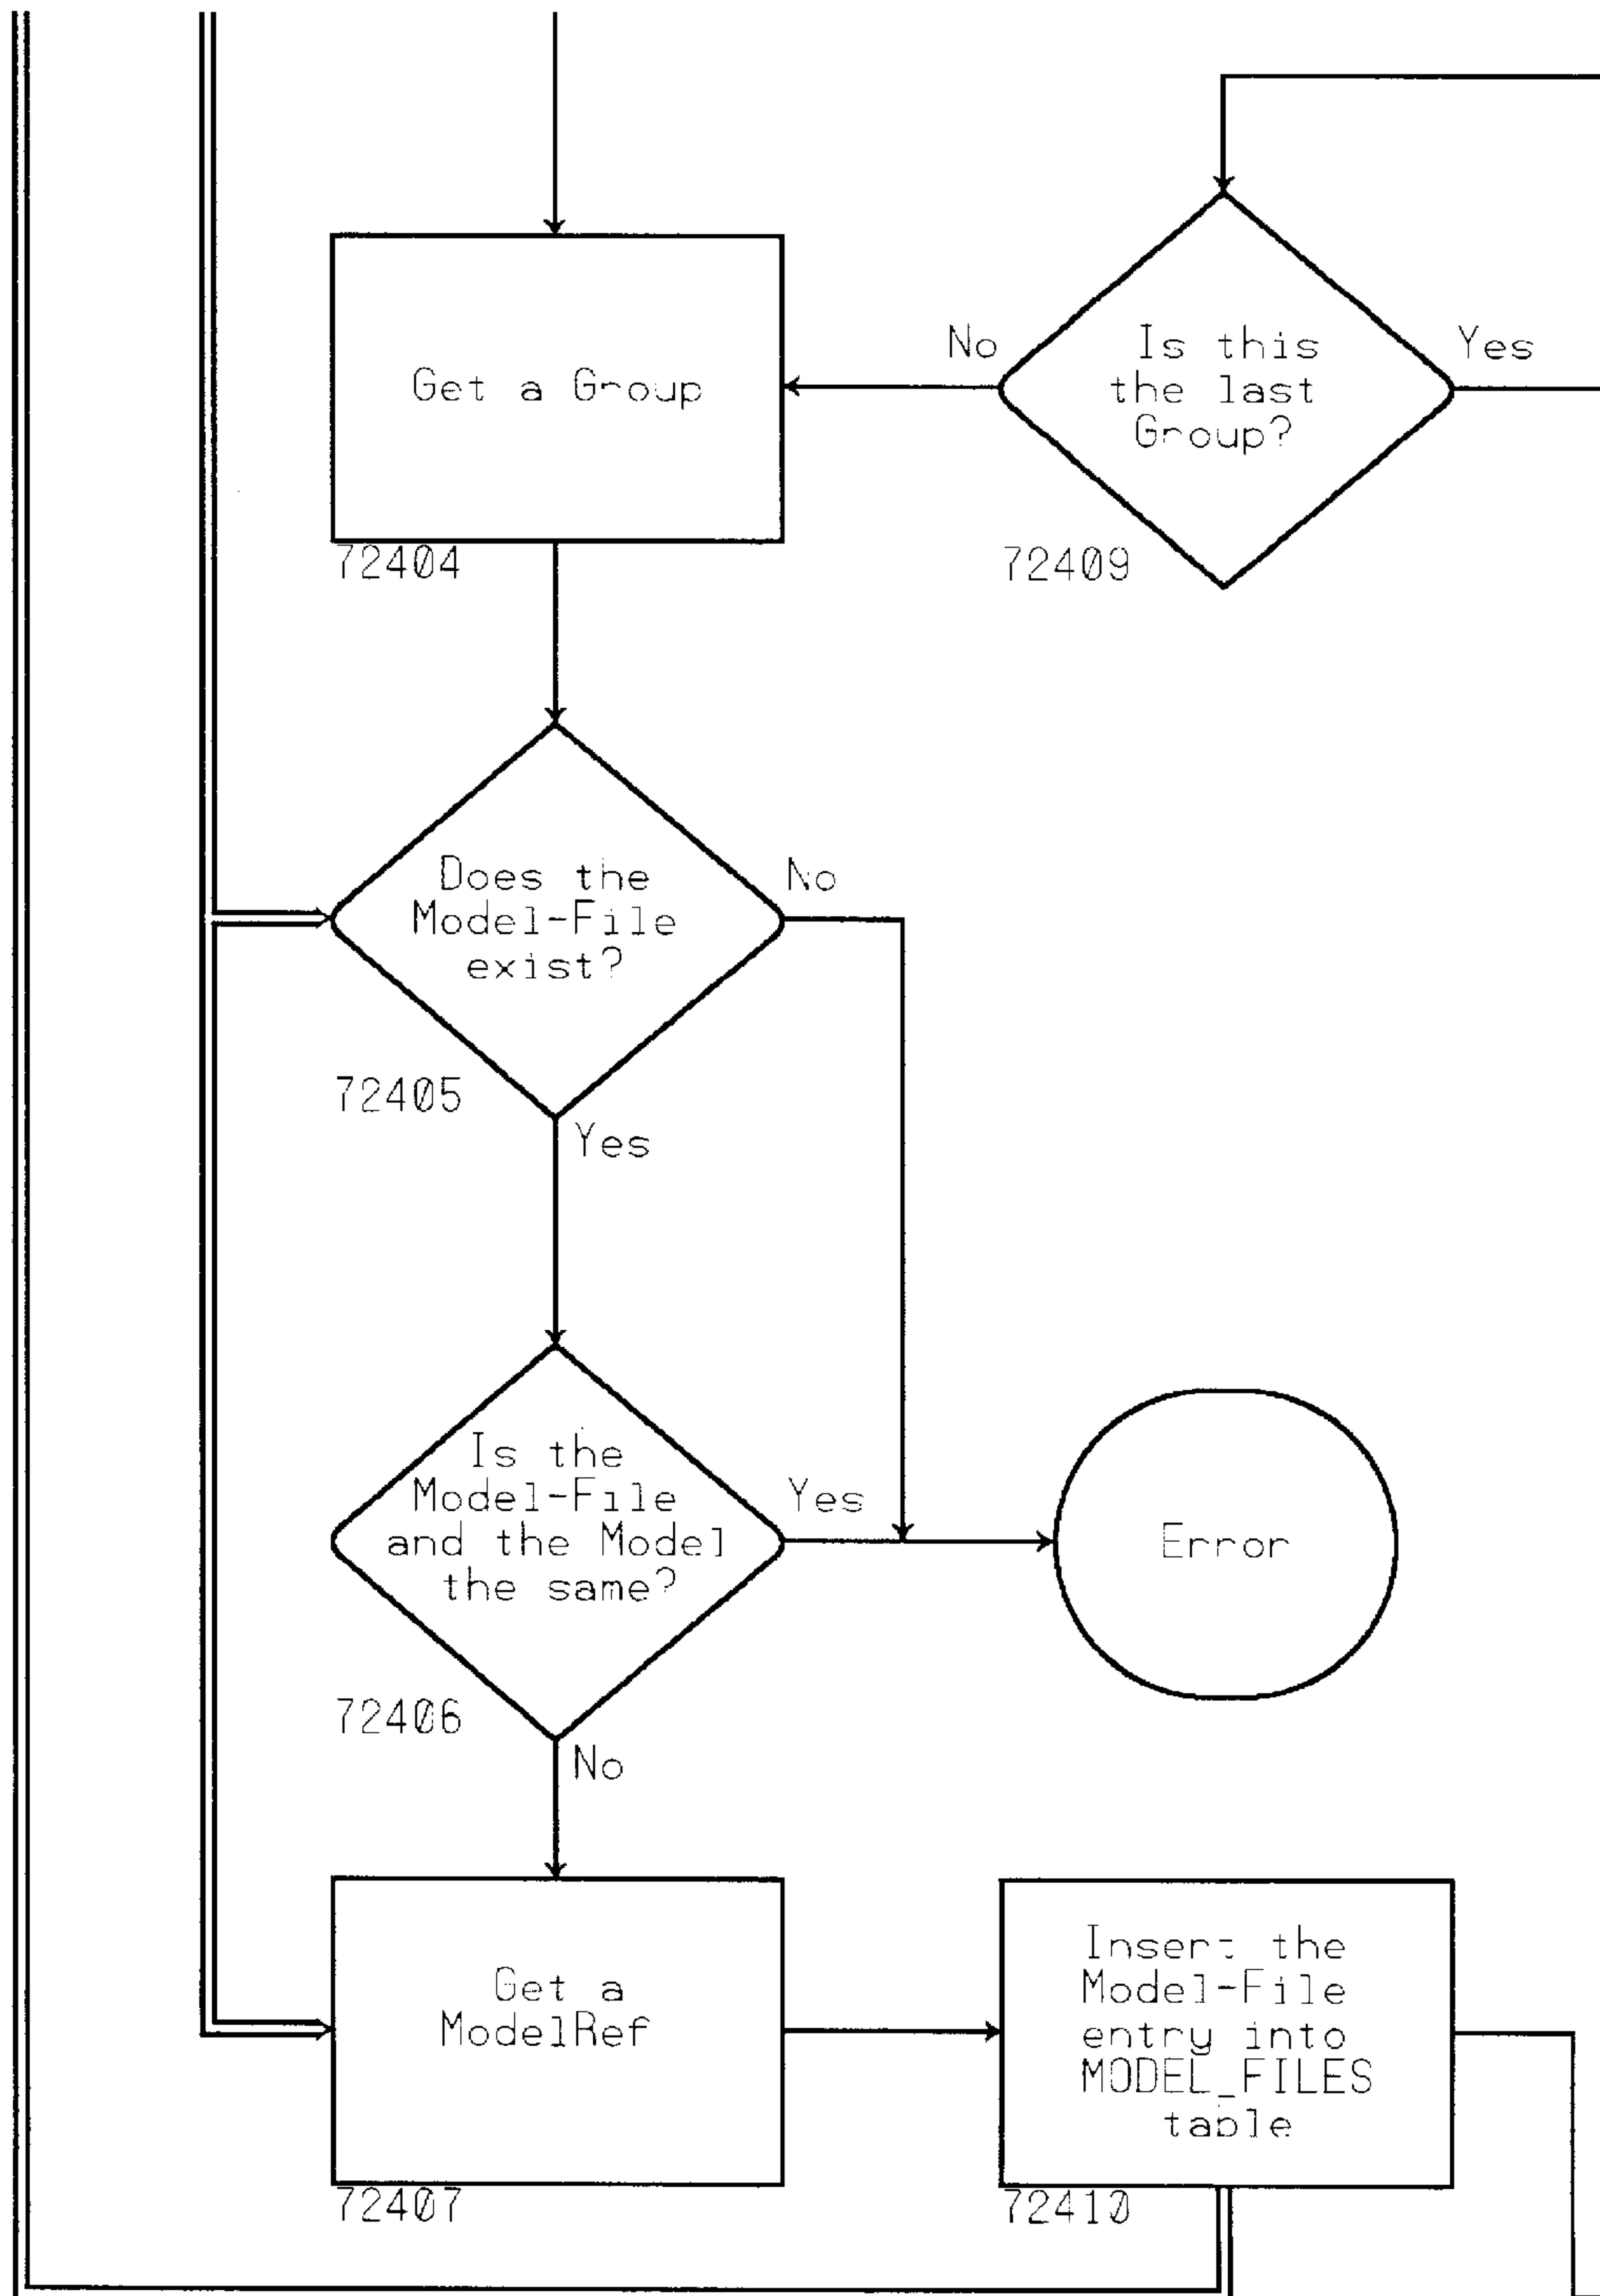 Get a Group
72404
No
Is this
the last
Group?
Yes
72409
Does the
Model-File
exist?
No
72405
Yes
Is the
Model-File
and the Model
the same?
Yes
Error
72406
No
Get a
ModelRef
72407
Insert the
Model-File
entry into
MODEL_FILES
table
72410